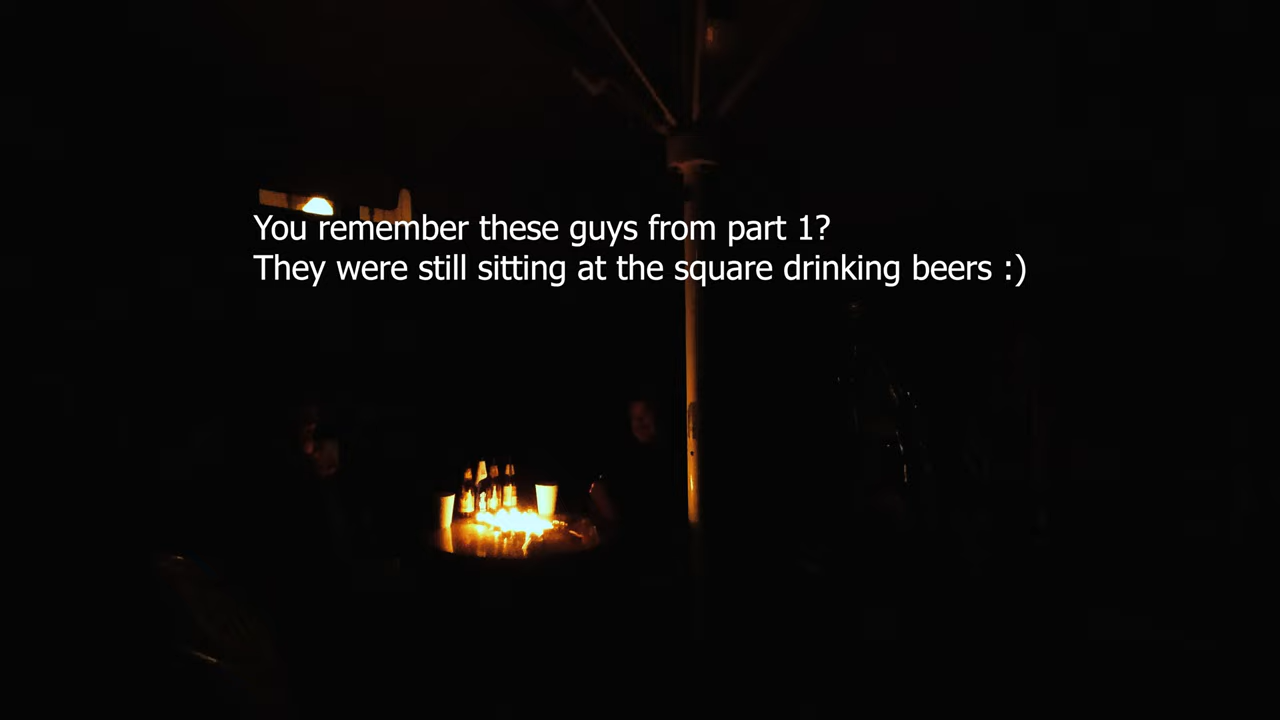 You remember these guys from part 1?
They were still sitting at the square drinking beers :)